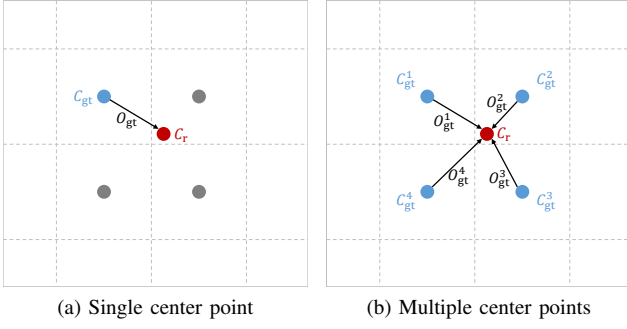 C_gt
O_gt
C_r
(a) Single center point
C_gt^1
C_gt^2
O_gt^1
O_gt^2
C_r
O_gt^4
O_gt^3
C_gt^4
C_gt^3
(b) Multiple center points